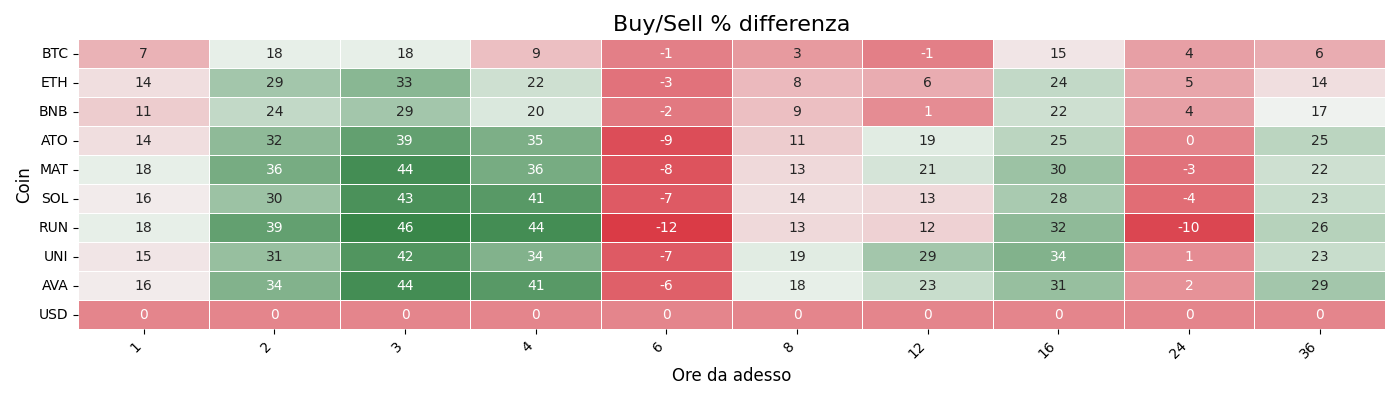 Buy/Sell % differenza
BTC 7 18 18 9 -1 3 -1 15 4 6
ETH 14 29 33 22 -3 8 6 24 5 14
BNB 11 24 29 20 -2 9 1 22 4 17
ATO 14 32 39 35 -9 11 19 25 0 25
MAT 18 36 44 36 -8 13 21 30 -3 22
SOL 16 30 43 41 -7 14 13 28 -4 23
RUN 18 39 46 44 -12 13 12 32 -10 26
UNI 15 31 42 34 -7 19 29 34 1 23
AVA 16 34 44 41 -6 18 23 31 2 29
USD 0 0 0 0 0 0 0 0 0 0
Coin
1 2 3 4 6 8 12 16 24 36
Ore da adesso